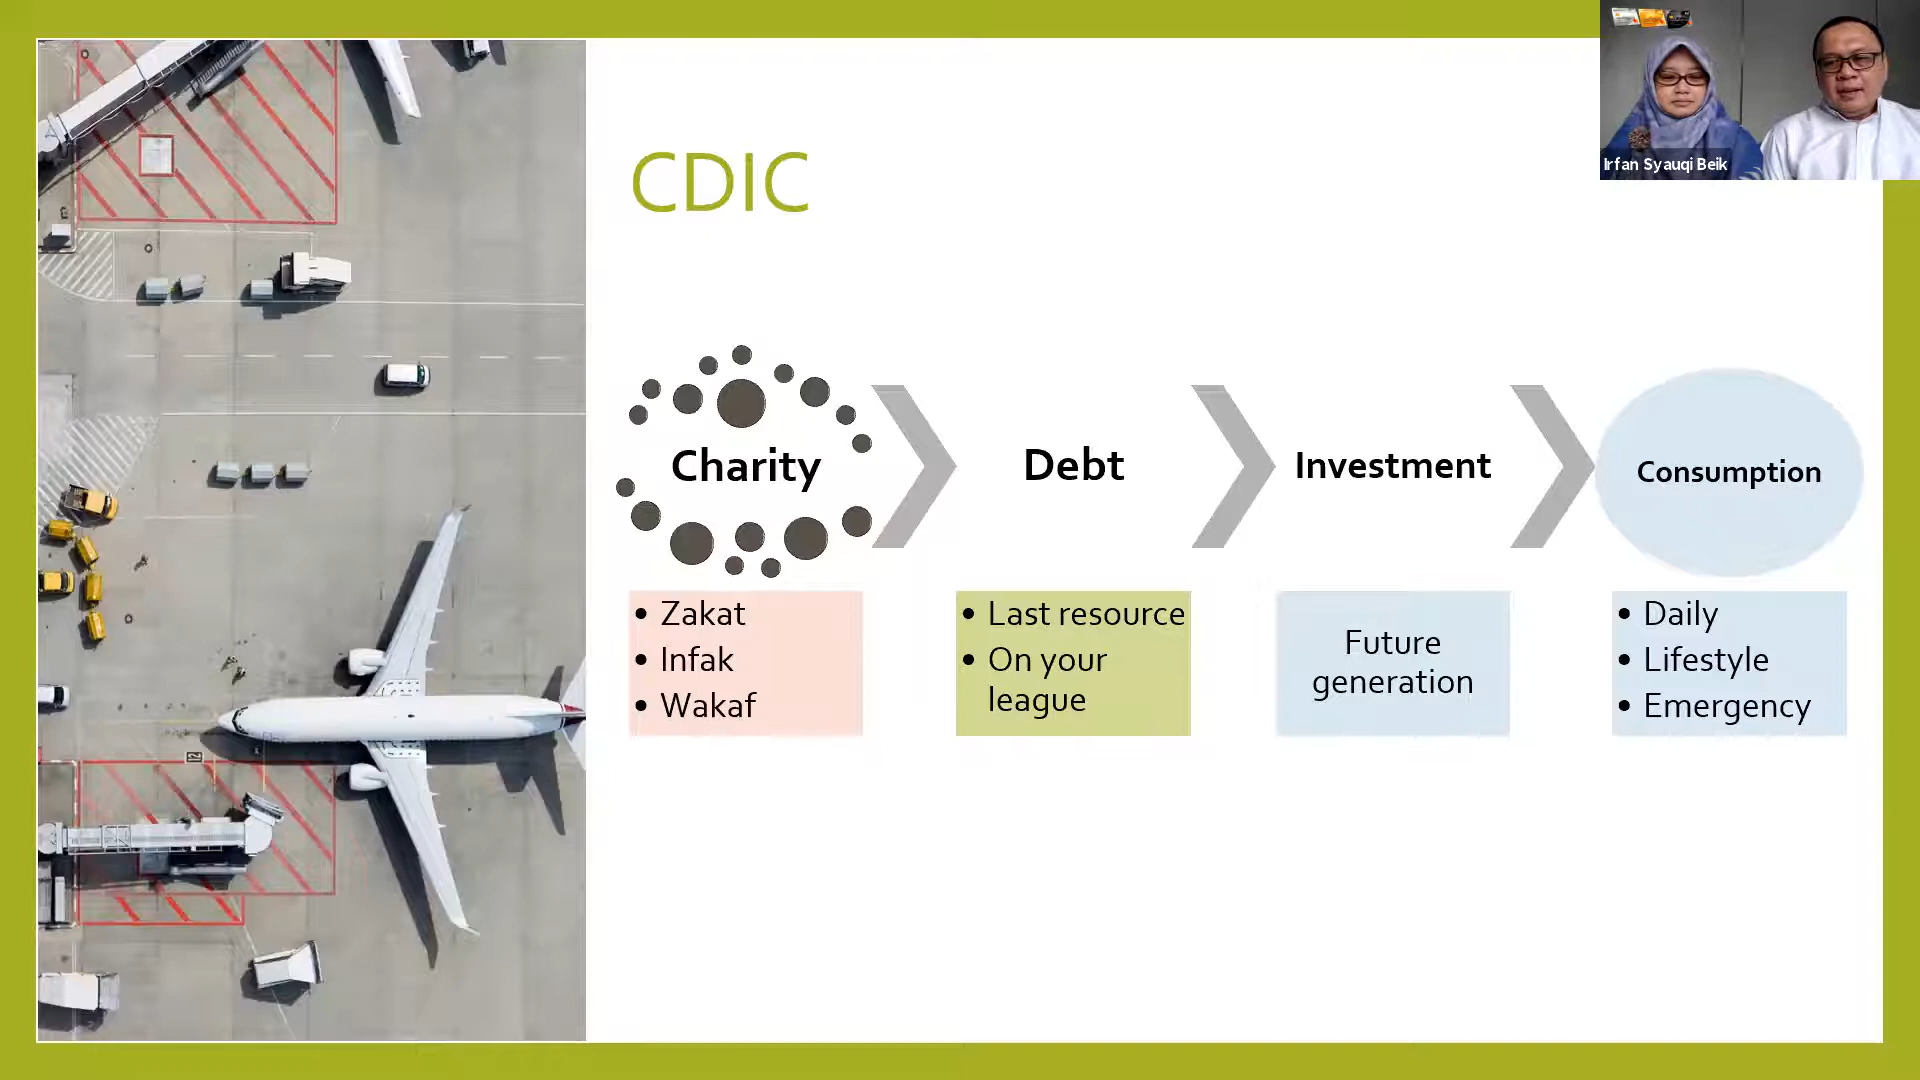 Irfan Syauqi Beik
CDIC
Charity
Debt
Investment
Consumption
• Zakat
• Infak
• Wakaf
• Last resource
• On your
league
Future
generation
• Daily
• Lifestyle
• Emergency